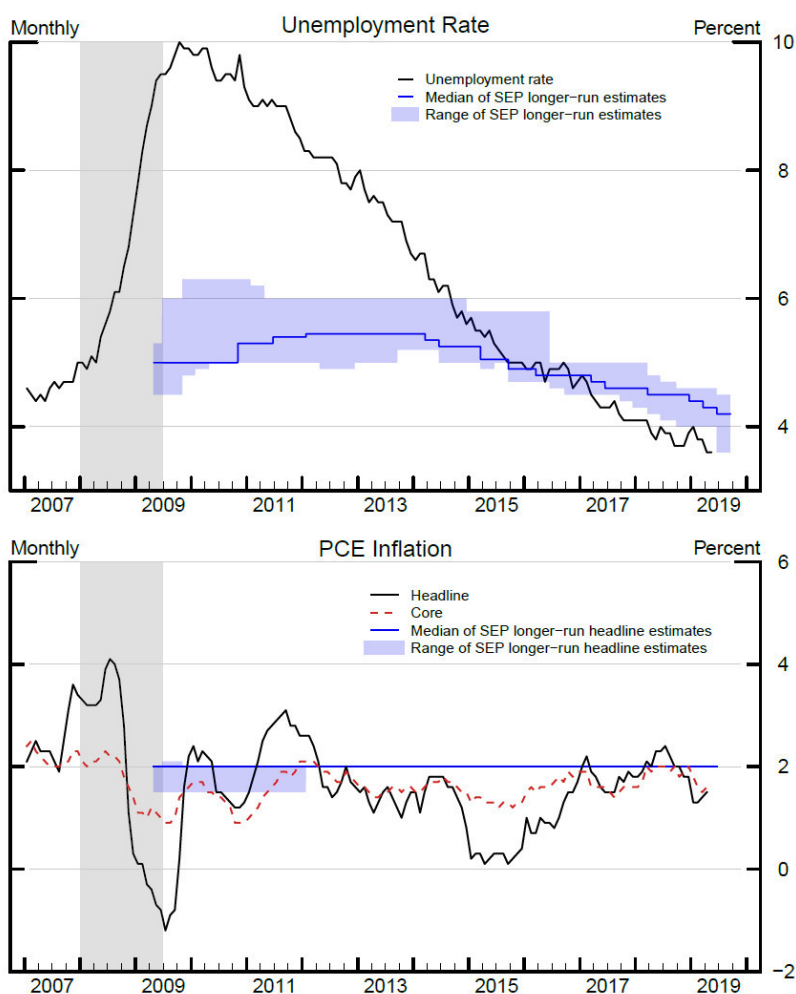 Monthly Unemployment Rate Percent
10
Unemployment rate
Median of SEP longer−run estimates
Range of SEP longer−run estimates
8
6
4
2007 2009 2011 2013 2015 2017 2019
Monthly PCE Inflation Percent
6
Headline
Core
Median of SEP longer−run headline estimates
Range of SEP longer−run headline estimates
4
2
0
−2
2007 2009 2011 2013 2015 2017 2019